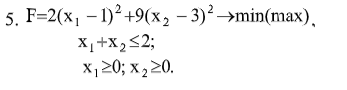 5. F=2(x₁ −1)²+9(x₂ −3)²→min(max),
x₁+x₂≤2;
x₁≥0; x₂≥0.